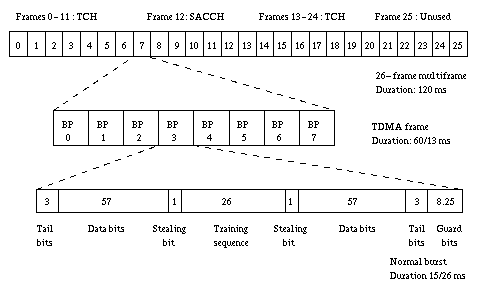 Frames 0–11 : TCH Frame 12: SACCH Frames 13–24 : TCH Frame 25 : Unused
0 1 2 3 4 5 6 7 8 9 10 11 12 13 14 15 16 17 18 19 20 21 22 23 24 25
26–frame multiframe
Duration: 120 ms
BP 0 BP 1 BP 2 BP 3 BP 4 BP 5 BP 6 BP 7
TDMA frame
Duration: 60/13 ms
3 57 1 26 1 57 3 8.25
Tail bits Data bits Stealing bit Training sequence Stealing bit Data bits Tail bits Guard bits
Normal burst
Duration 15/26 ms